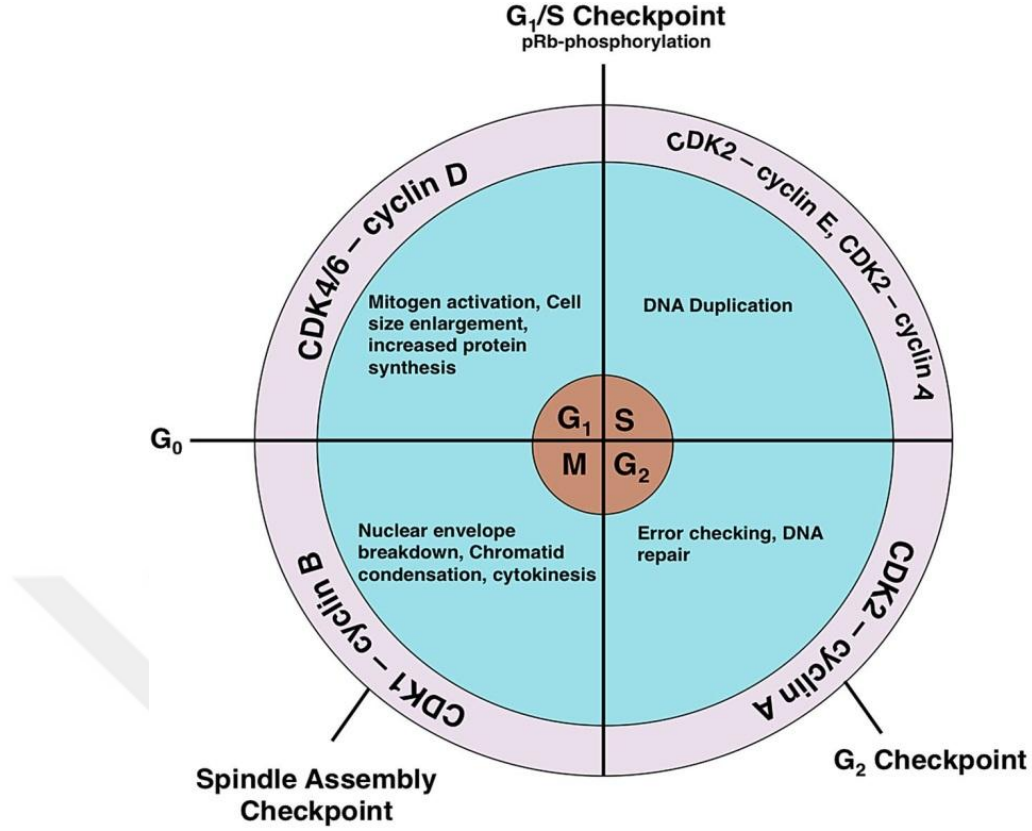 G₁/S Checkpoint
pRb-phosphorylation
CDK4/6 – cyclin D
CDK2 – cyclin E, CDK2 – cyclin A
Mitogen activation, Cell
size enlargement,
increased protein
synthesis
DNA Duplication
G₁
S
G₀
M
G₂
Nuclear envelope
breakdown, Chromatid
condensation, cytokinesis
Error checking, DNA
repair
CDK1 – cyclin B
CDK2 – cyclin A
Spindle Assembly
Checkpoint
G₂ Checkpoint